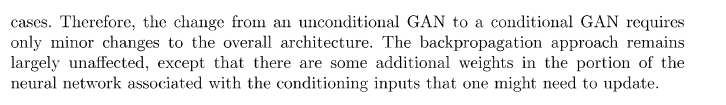 cases. Therefore, the change from an unconditional GAN to a conditional GAN requires
only minor changes to the overall architecture. The backpropagation approach remains
largely unaffected, except that there are some additional weights in the portion of the
neural network associated with the conditioning inputs that one might need to update.